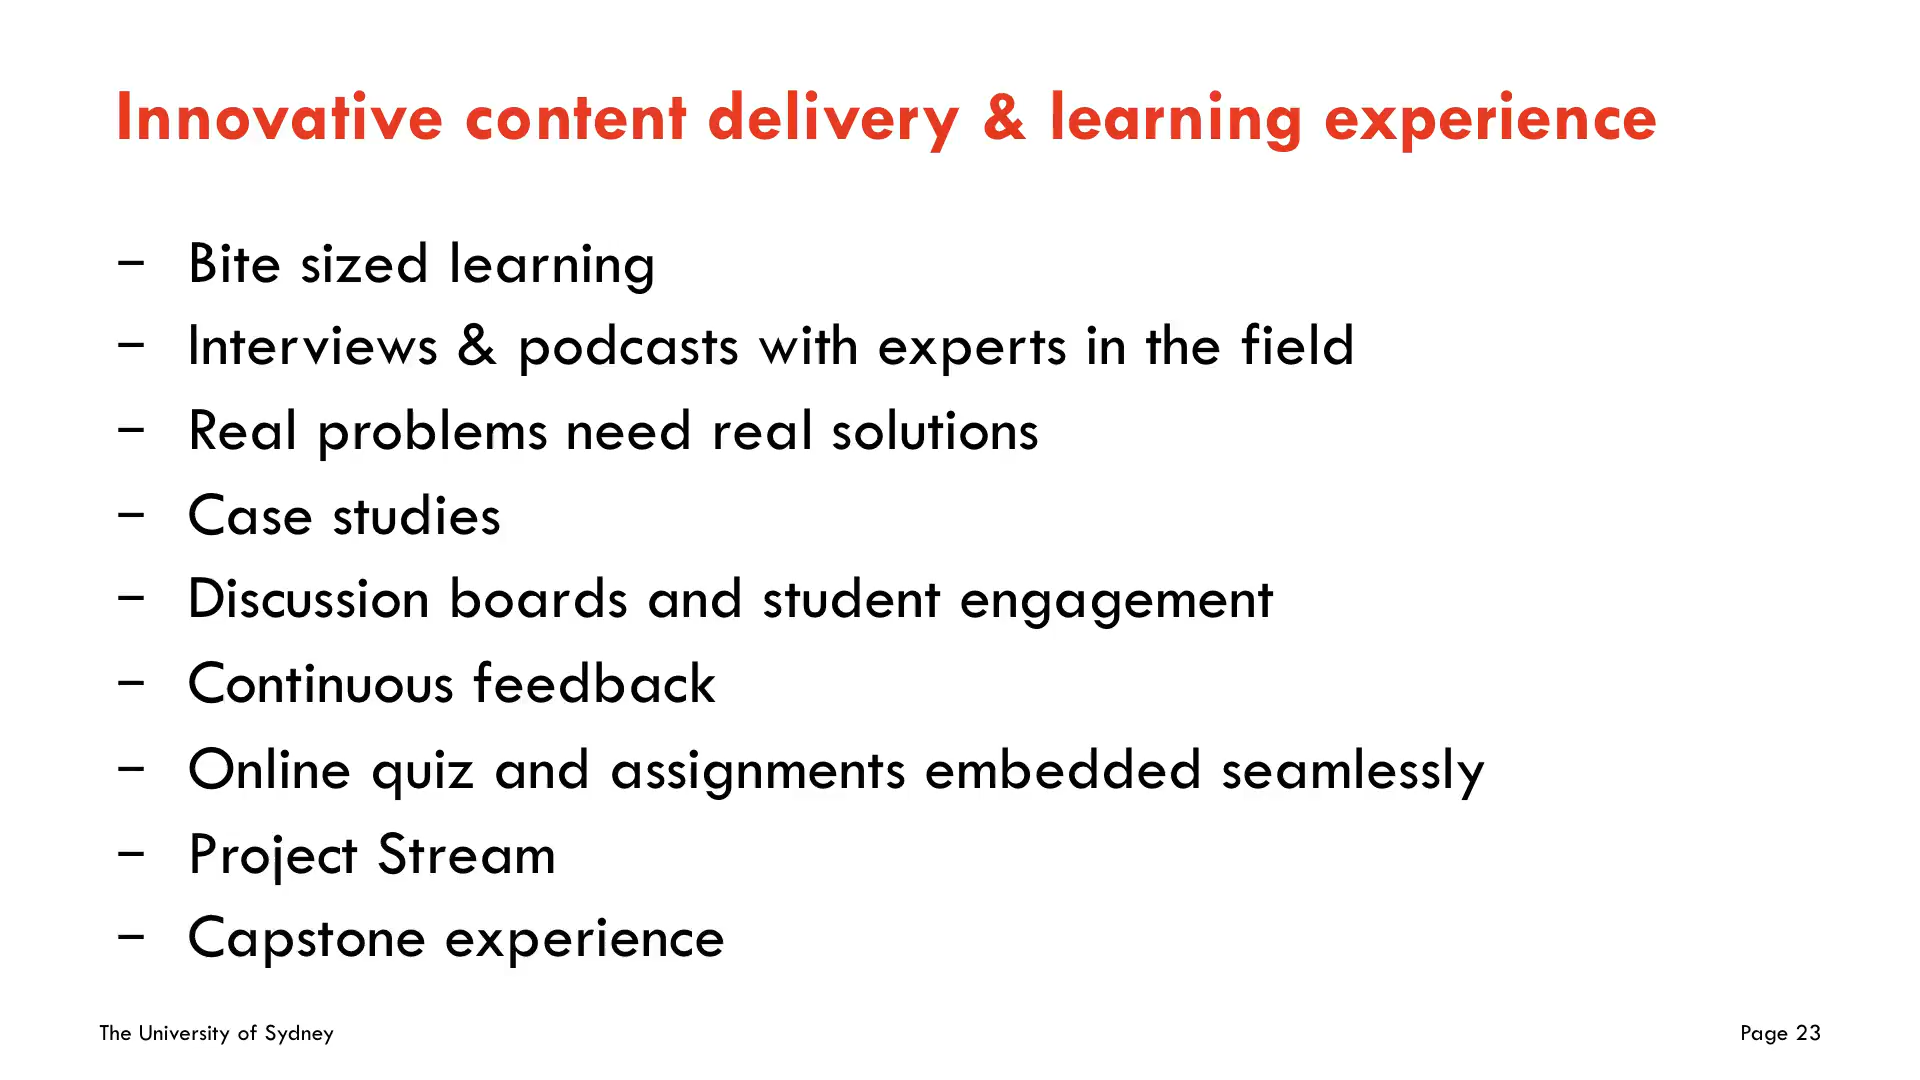 Innovative content delivery & learning experience
– Bite sized learning
– Interviews & podcasts with experts in the field
– Real problems need real solutions
– Case studies
– Discussion boards and student engagement
– Continuous feedback
– Online quiz and assignments embedded seamlessly
– Project Stream
– Capstone experience
The University of Sydney
Page 23